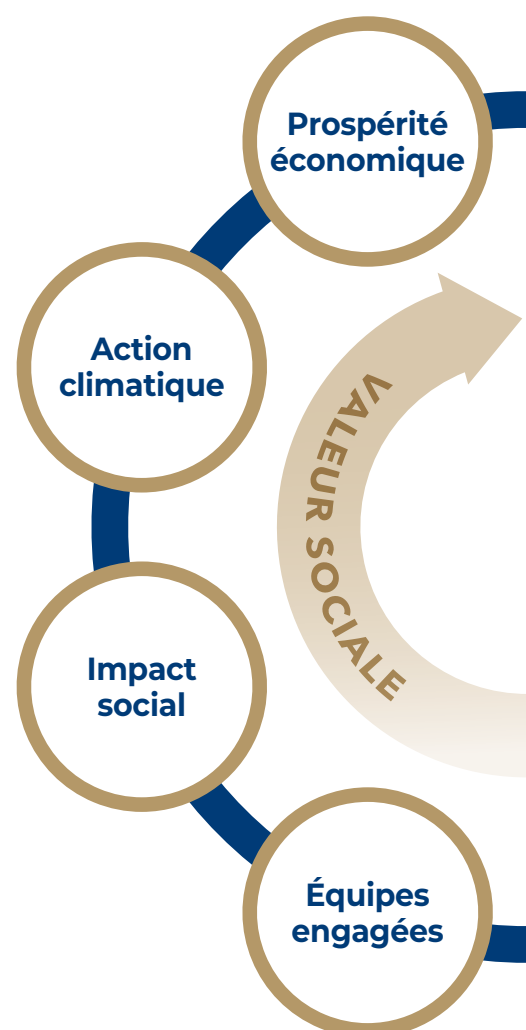 Prospérité
économique
Action
climatique
VALEUR SOCIALE
Impact
social
Équipes
engagées